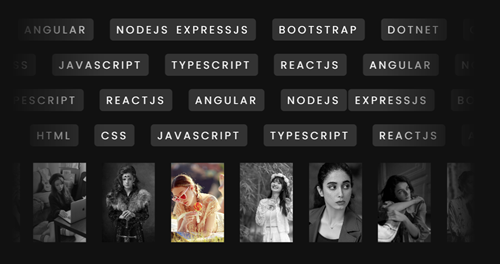 ANGULAR NODEJS EXPRESSJS BOOTSTRAP DOTNET
JAVASCRIPT TYPESCRIPT REACTJS ANGULAR
REACTJS ANGULAR NODEJS EXPRESSJS
HTML CSS JAVASCRIPT TYPESCRIPT REACTJS